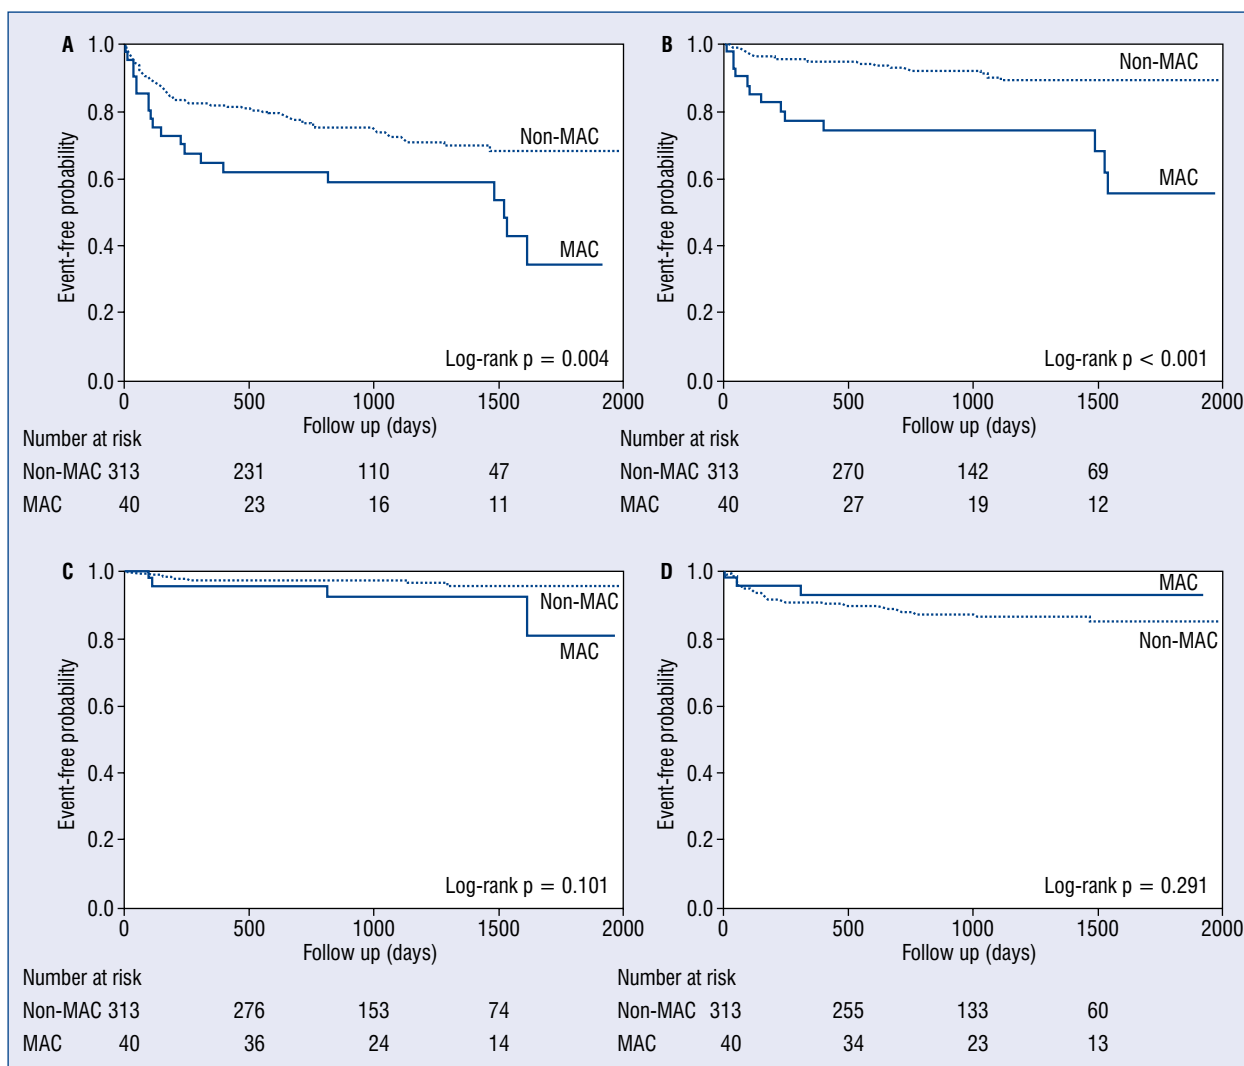 A
Event-free probability
1.0
0.8
0.6
0.4
0.2
0.0
Non-MAC
MAC
Log-rank p = 0.004
0 500 1000 1500 2000
Follow up (days)
Number at risk
Non-MAC 313 231 110 47
MAC 40 23 16 11
B
Event-free probability
1.0
0.8
0.6
0.4
0.2
0.0
Non-MAC
MAC
Log-rank p < 0.001
0 500 1000 1500 2000
Follow up (days)
Number at risk
Non-MAC 313 270 142 69
MAC 40 27 19 12
C
Event-free probability
1.0
0.8
0.6
0.4
0.2
0.0
Non-MAC
MAC
Log-rank p = 0.101
0 500 1000 1500 2000
Follow up (days)
Number at risk
Non-MAC 313 276 153 74
MAC 40 36 24 14
D
Event-free probability
1.0
0.8
0.6
0.4
0.2
0.0
MAC
Non-MAC
Log-rank p = 0.291
0 500 1000 1500 2000
Follow up (days)
Number at risk
Non-MAC 313 255 133 60
MAC 40 34 23 13